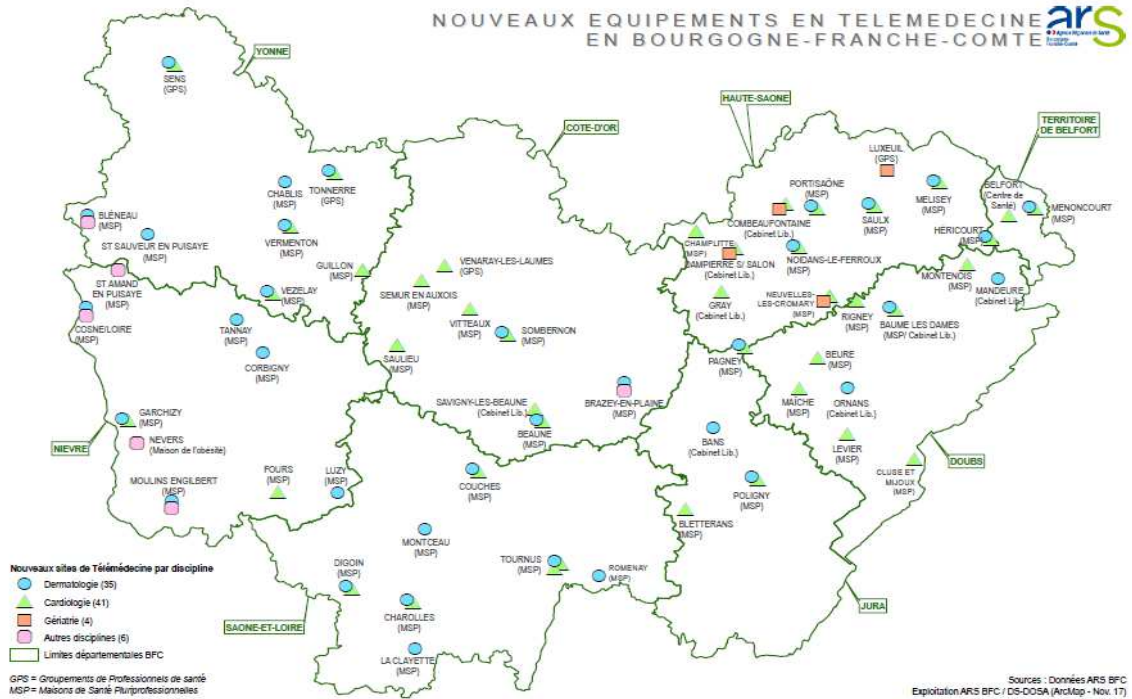 NOUVEAUX EQUIPEMENTS EN TELEMEDECINE
EN BOURGOGNE-FRANCHE-COMTE
ars
Agence Régionale de Santé
Bourgogne
Franche-Comté
YONNE
SENS
(GPS)
COTE-D'OR
HAUTE-SAONE
TERRITOIRE
DE BELFORT
LUXEUIL
(GPS)
CHABLIS
(MSP)
TONNERRE
(GPS)
PORT/SAÔNE
(MSP)
MELISEY
(MSP)
BELFORT
(Centre de
Santé)
MENONCOURT
(MSP)
BLÉNEAU
(MSP)
ST SAUVEUR EN PUISAYE
(MSP)
VERMENTON
(MSP)
COMBEAUFONTAINE
(Cabinet Lib.)
SAULX
(MSP)
HÉRICOURT
(MSP)
CHAMPLITTE
(MSP)
NOIDANS-LE-FERROUX
(MSP)
GUILLON
(MSP)
VENARAY-LES-LAUMES
(GPS)
DAMPIERRE S/ SALON
(Cabinet Lib.)
MONTENOIS
(MSP)
MANDEURE
(Cabinet Lib.)
ST AMAND
EN PUISAYE
(MSP)
VEZELAY
(MSP)
SEMUR EN AUXOIS
(MSP)
GRAY
(Cabinet Lib.)
NEUVELLES-
LES-CROMARY
(MSP)
RIGNEY
(MSP)
BAUME LES DAMES
(MSP/ Cabinet Lib.)
COSNE/LOIRE
(MSP)
TANNAY
(MSP)
VITTEAUX
(MSP)
SOMBERNON
(MSP)
CORBIGNY
(MSP)
SAULIEU
(MSP)
PAGNEY
(MSP)
BEURE
(MSP)
BRAZEY-EN-PLAINE
(MSP)
MAICHE
(MSP)
ORNANS
(Cabinet Lib.)
SAVIGNY-LES-BEAUNE
(Cabinet Lib.)
GARCHIZY
(MSP)
BEAUNE
(MSP)
BANS
(Cabinet Lib.)
LEVIER
(MSP)
NIEVRE
NEVERS
(Maison de l'obésité)
DOUBS
CLUSE ET
MIJOUX
(MSP)
MOULINS ENGILBERT
(MSP)
FOURS
(MSP)
LUZY
(MSP)
COUCHES
(MSP)
POLIGNY
(MSP)
BLETTERANS
(MSP)
MONTCEAU
(MSP)
DIGOIN
(MSP)
TOURNUS
(MSP)
ROMENAY
(MSP)
CHAROLLES
(MSP)
JURA
SAONE-ET-LOIRE
LA CLAYETTE
(MSP)
Nouveaux sites de Télémédecine par discipline
Dermatologie (35)
Cardiologie (41)
Gériatrie (4)
Autres disciplines (6)
Limites départementales BFC
GPS = Groupements de Professionnels de santé
MSP = Maisons de Santé Pluriprofessionnelles
Sources : Données ARS BFC
Exploitation ARS BFC / DS-DOSA (ArcMap - Nov. 17)